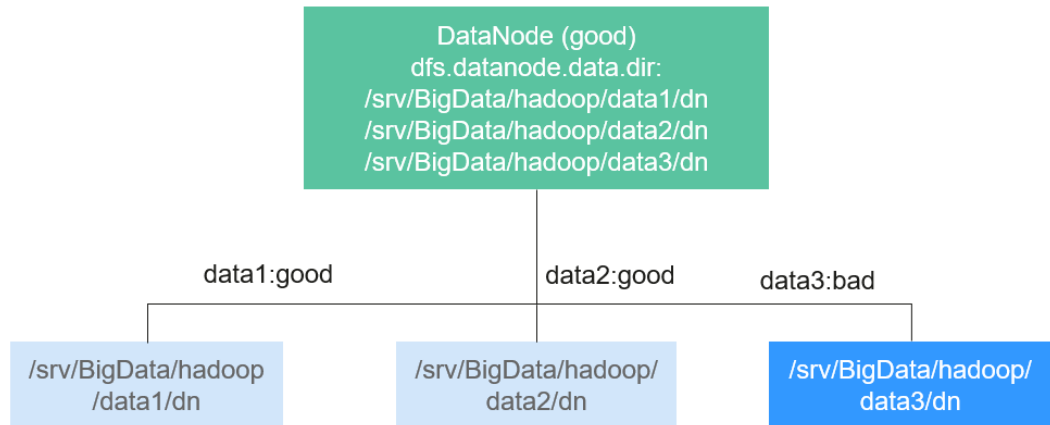 DataNode (good)
dfs.datanode.data.dir:
/srv/BigData/hadoop/data1/dn
/srv/BigData/hadoop/data2/dn
/srv/BigData/hadoop/data3/dn
data1:good
data2:good
data3:bad
/srv/BigData/hadoop
/data1/dn
/srv/BigData/hadoop/
data2/dn
/srv/BigData/hadoop/
data3/dn